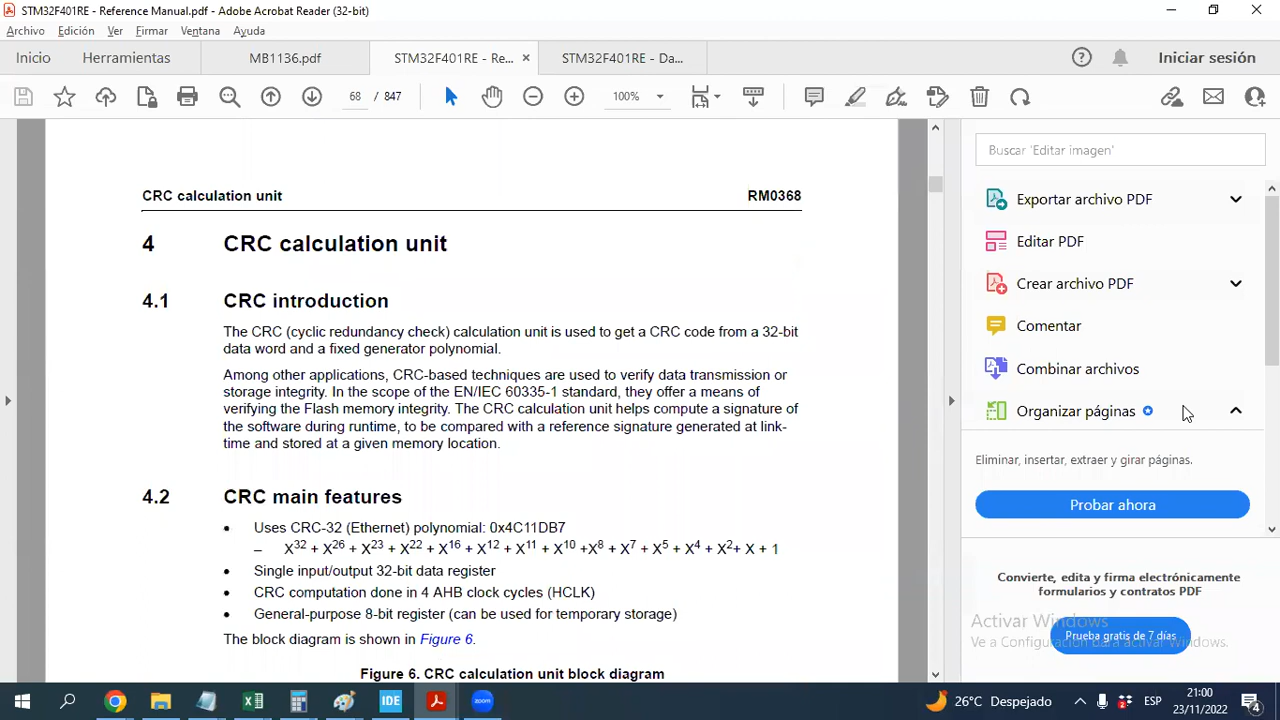 STM32F401RE - Reference Manual.pdf - Adobe Acrobat Reader (32-bit)
Archivo Edición Ver Firmar Ventana Ayuda
Inicio Herramientas MB1136.pdf STM32F401RE - Re... × STM32F401RE - Da... Iniciar sesión
68 / 847 100%
CRC calculation unit RM0368
4 CRC calculation unit
4.1 CRC introduction
The CRC (cyclic redundancy check) calculation unit is used to get a CRC code from a 32-bit
data word and a fixed generator polynomial.
Among other applications, CRC-based techniques are used to verify data transmission or
storage integrity. In the scope of the EN/IEC 60335-1 standard, they offer a means of
verifying the Flash memory integrity. The CRC calculation unit helps compute a signature of
the software during runtime, to be compared with a reference signature generated at link-
time and stored at a given memory location.
4.2 CRC main features
• Uses CRC-32 (Ethernet) polynomial: 0x4C11DB7
– X32 + X26 + X23 + X22 + X16 + X12 + X11 + X10 +X8 + X7 + X5 + X4 + X2+ X + 1
• Single input/output 32-bit data register
• CRC computation done in 4 AHB clock cycles (HCLK)
• General-purpose 8-bit register (can be used for temporary storage)
The block diagram is shown in Figure 6.
Figure 6. CRC calculation unit block diagram
Buscar 'Editar imagen'
Exportar archivo PDF
Editar PDF
Crear archivo PDF
Comentar
Combinar archivos
Organizar páginas
Eliminar, insertar, extraer y girar páginas.
Probar ahora
Convierte, edita y firma electrónicamente
formularios y contratos PDF
Activar Windows
Prueba gratis de 7 días
Ve a Configuración para activar Windows.
IDE zoom 26°C Despejado ESP 21:00
23/11/2022 4